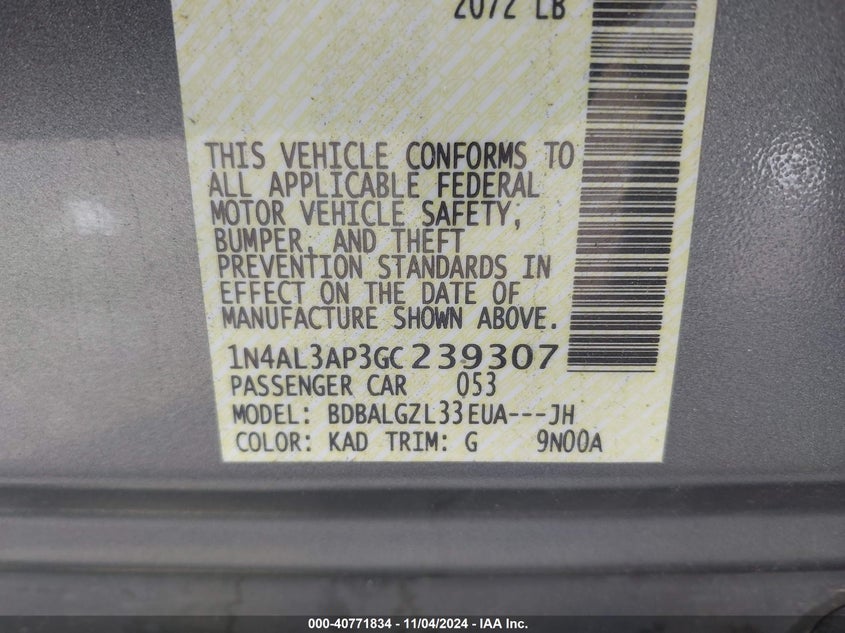 2072 LB
THIS VEHICLE CONFORMS TO
ALL APPLICABLE FEDERAL
MOTOR VEHICLE SAFETY,
BUMPER, AND THEFT
PREVENTION STANDARDS IN
EFFECT ON THE DATE OF
MANUFACTURE SHOWN ABOVE.
1N4AL3AP3GC239307
PASSENGER CAR 053
MODEL: BDBALGZL33EUA---JH
COLOR: KAD TRIM: G 9N00A
000-40771834 - 11/04/2024 - IAA Inc.